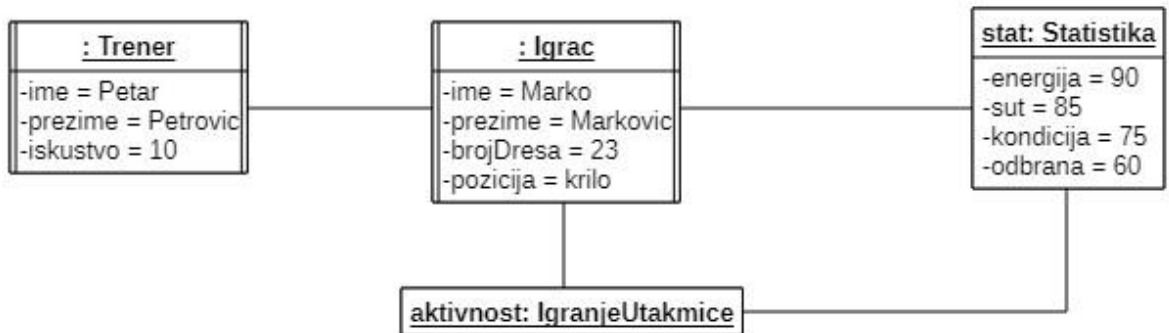 : Trener
-ime = Petar
-prezime = Petrovic
-iskustvo = 10
: Igrac
-ime = Marko
-prezime = Markovic
-brojDresa = 23
-pozicija = krilo
stat: Statistika
-energija = 90
-sut = 85
-kondicija = 75
-odbrana = 60
aktivnost: IgranjeUtakmice